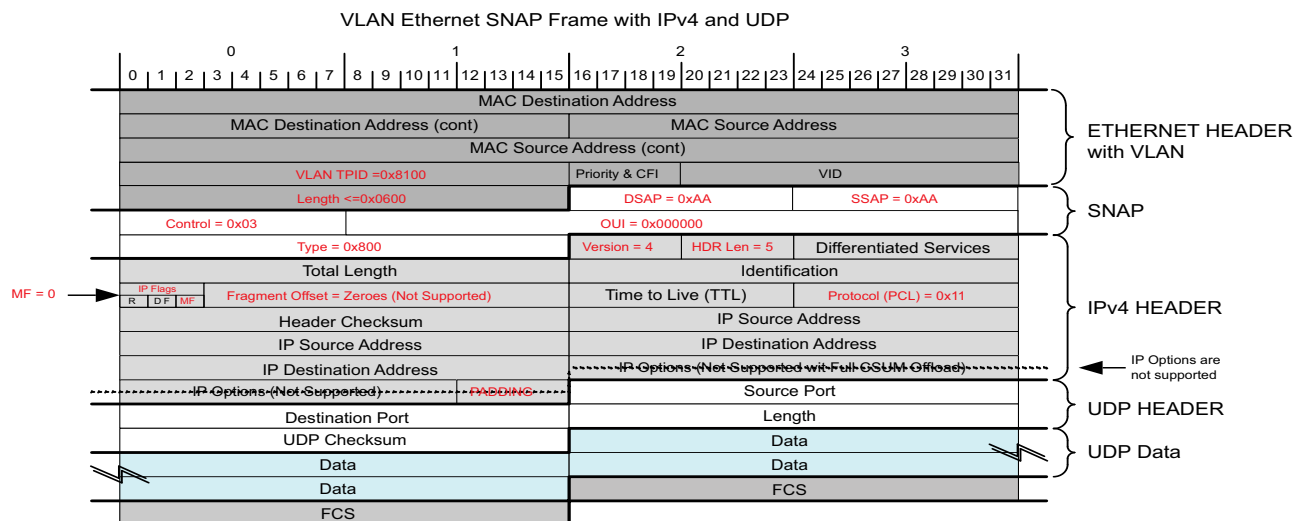 VLAN Ethernet SNAP Frame with IPv4 and UDP
0 1 2 3
0 1 2 3 4 5 6 7 8 9 10 11 12 13 14 15 16 17 18 19 20 21 22 23 24 25 26 27 28 29 30 31
MAC Destination Address
MAC Destination Address (cont) MAC Source Address
MAC Source Address (cont)
VLAN TPID =0x8100 Priority & CFI VID
ETHERNET HEADER
with VLAN
Length <=0x0600 DSAP = 0xAA SSAP = 0xAA
Control = 0x03 OUI = 0x000000
SNAP
Type = 0x800 Version = 4 HDR Len = 5 Differentiated Services
Total Length Identification
MF = 0
IP Flags
R D F MF
Fragment Offset = Zeroes (Not Supported) Time to Live (TTL) Protocol (PCL) = 0x11
Header Checksum IP Source Address
IPv4 HEADER
IP Source Address IP Destination Address
IP Destination Address IP Options (Not Supported wit Full CSUM Offload)
IP Options are
not supported
IP Options (Not Supported) PADDING Source Port
Destination Port Length
UDP HEADER
UDP Checksum Data
Data Data
UDP Data
Data FCS
FCS